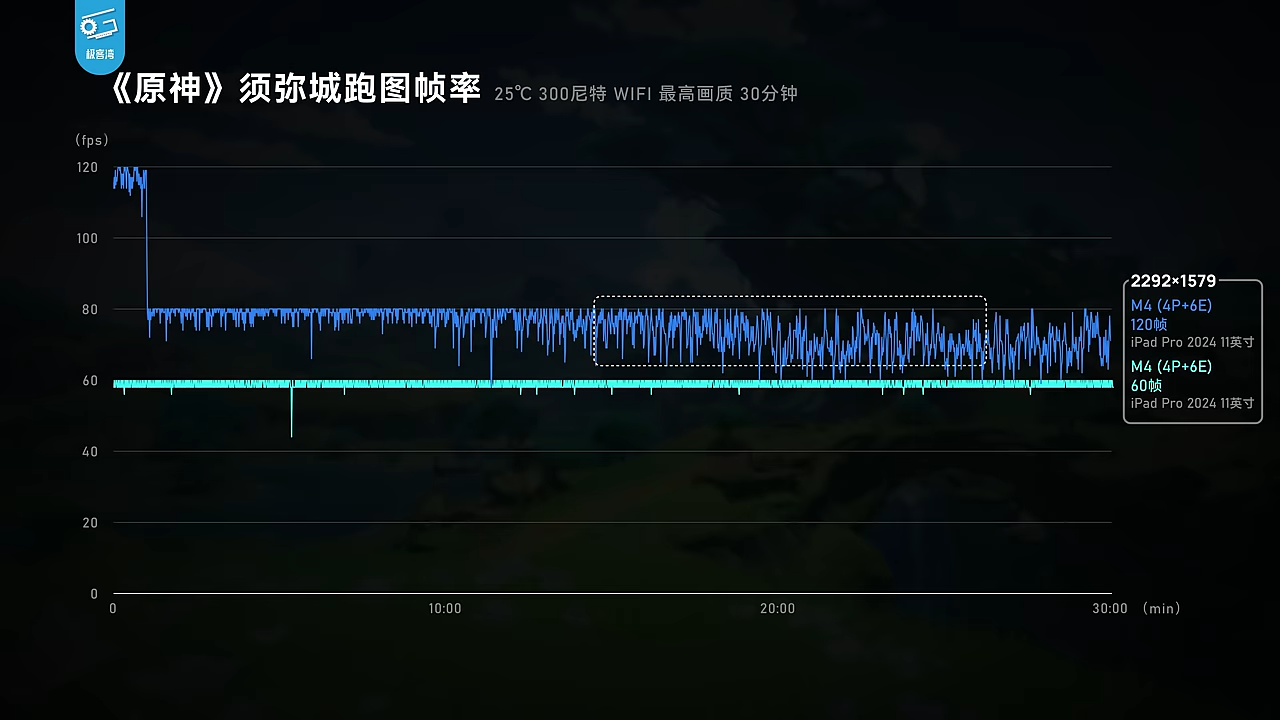 极客湾
《原神》须弥城跑图帧率 25℃ 300尼特 WIFI 最高画质 30分钟
(fps)
120
100
80
60
40
20
0
0 10:00 20:00 30:00 (min)
2292×1579
M4 (4P+6E)
120帧
iPad Pro 2024 11英寸
M4 (4P+6E)
60帧
iPad Pro 2024 11英寸